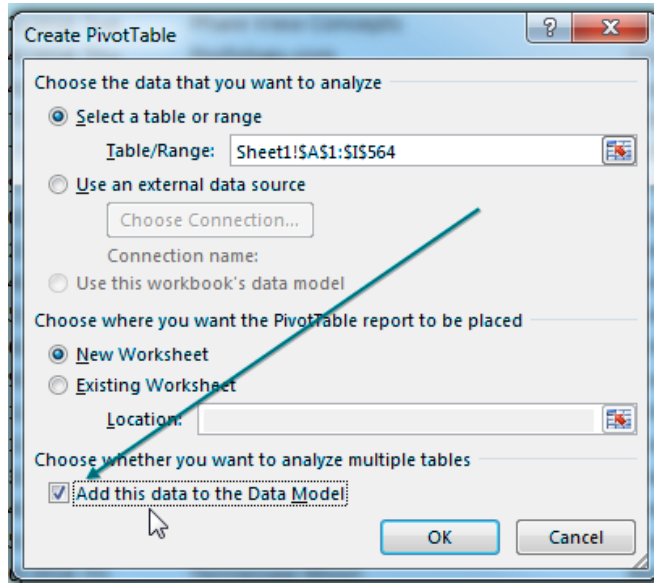 Create PivotTable
?
X
Choose the data that you want to analyze
Select a table or range
Table/Range: Sheet1!$A$1:$I$564
Use an external data source
Choose Connection...
Connection name:
Use this workbook's data model
Choose where you want the PivotTable report to be placed
New Worksheet
Existing Worksheet
Location:
Choose whether you want to analyze multiple tables
Add this data to the Data Model
OK Cancel